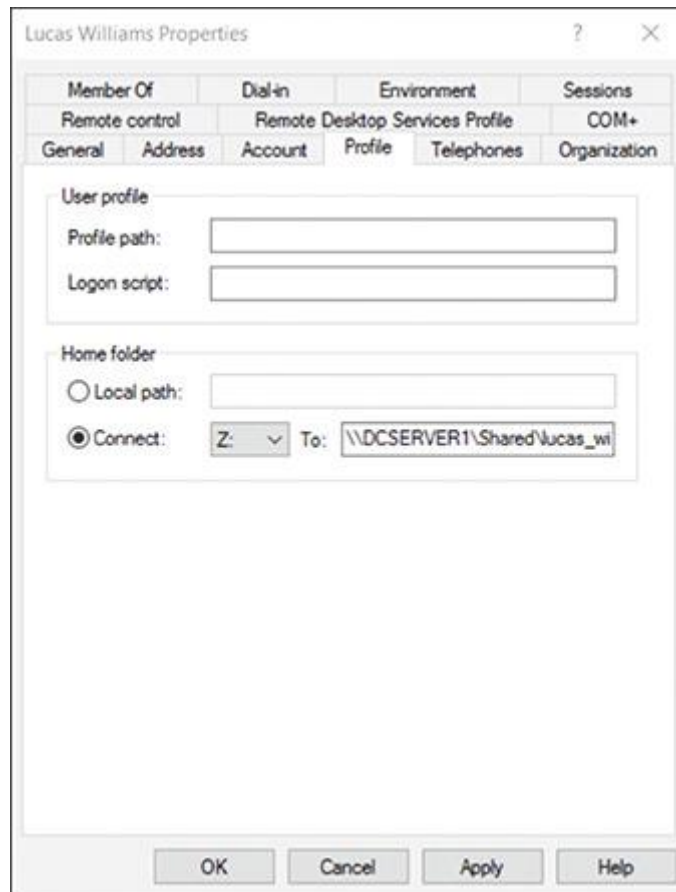 Lucas Williams Properties ? ×
Member Of Dial-in Environment Sessions
Remote control Remote Desktop Services Profile COM+
General Address Account Profile Telephones Organization
User profile
Profile path:
Logon script:
Home folder
Local path:
Connect: Z: To: \\DCSERVER1\Shared\lucas_wi
OK Cancel Apply Help